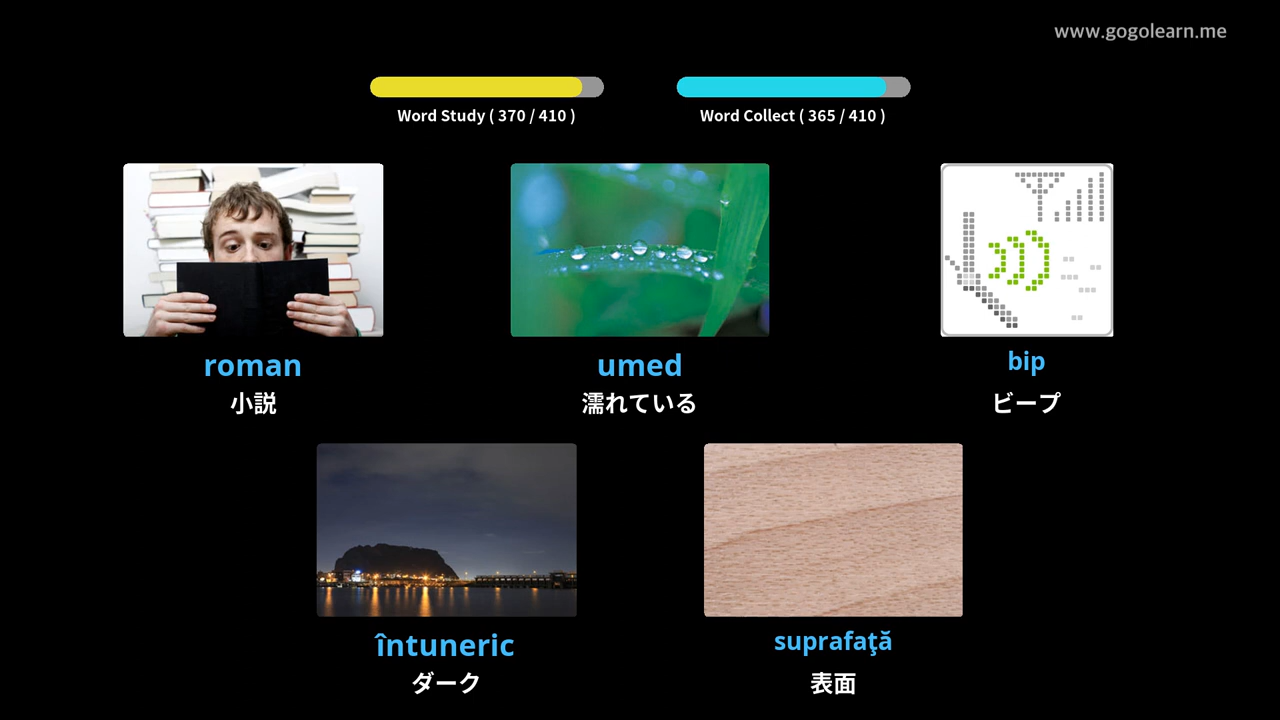 www.gogolearn.me
Word Study ( 370 / 410 )
Word Collect ( 365 / 410 )
roman
umed
bip
小説
濡れている
ビープ
întuneric
suprafaţă
ダーク
表面